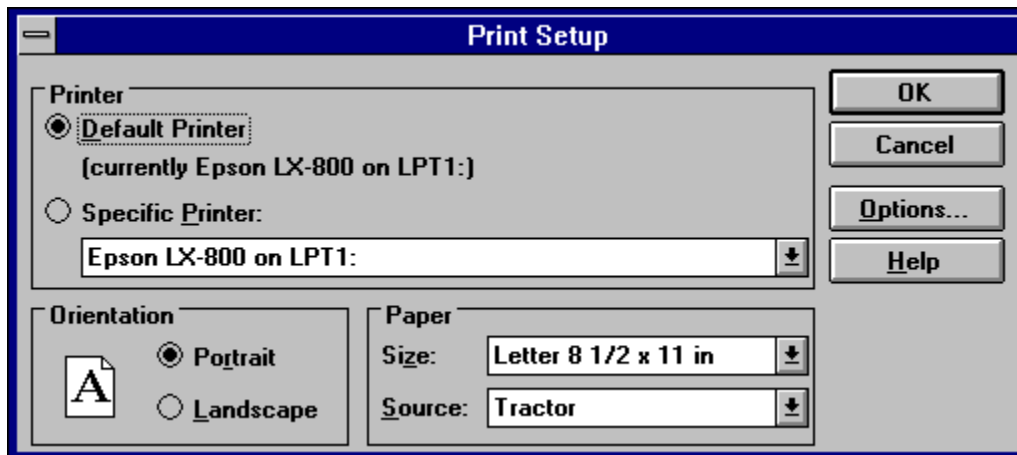 Print Setup
Printer
Default Printer
(currently Epson LX-800 on LPT1:)
Specific Printer:
Epson LX-800 on LPT1:
OK
Cancel
Options...
Help
Orientation
A
Portrait
Landscape
Paper
Size: Letter 8 1/2 x 11 in
Source: Tractor